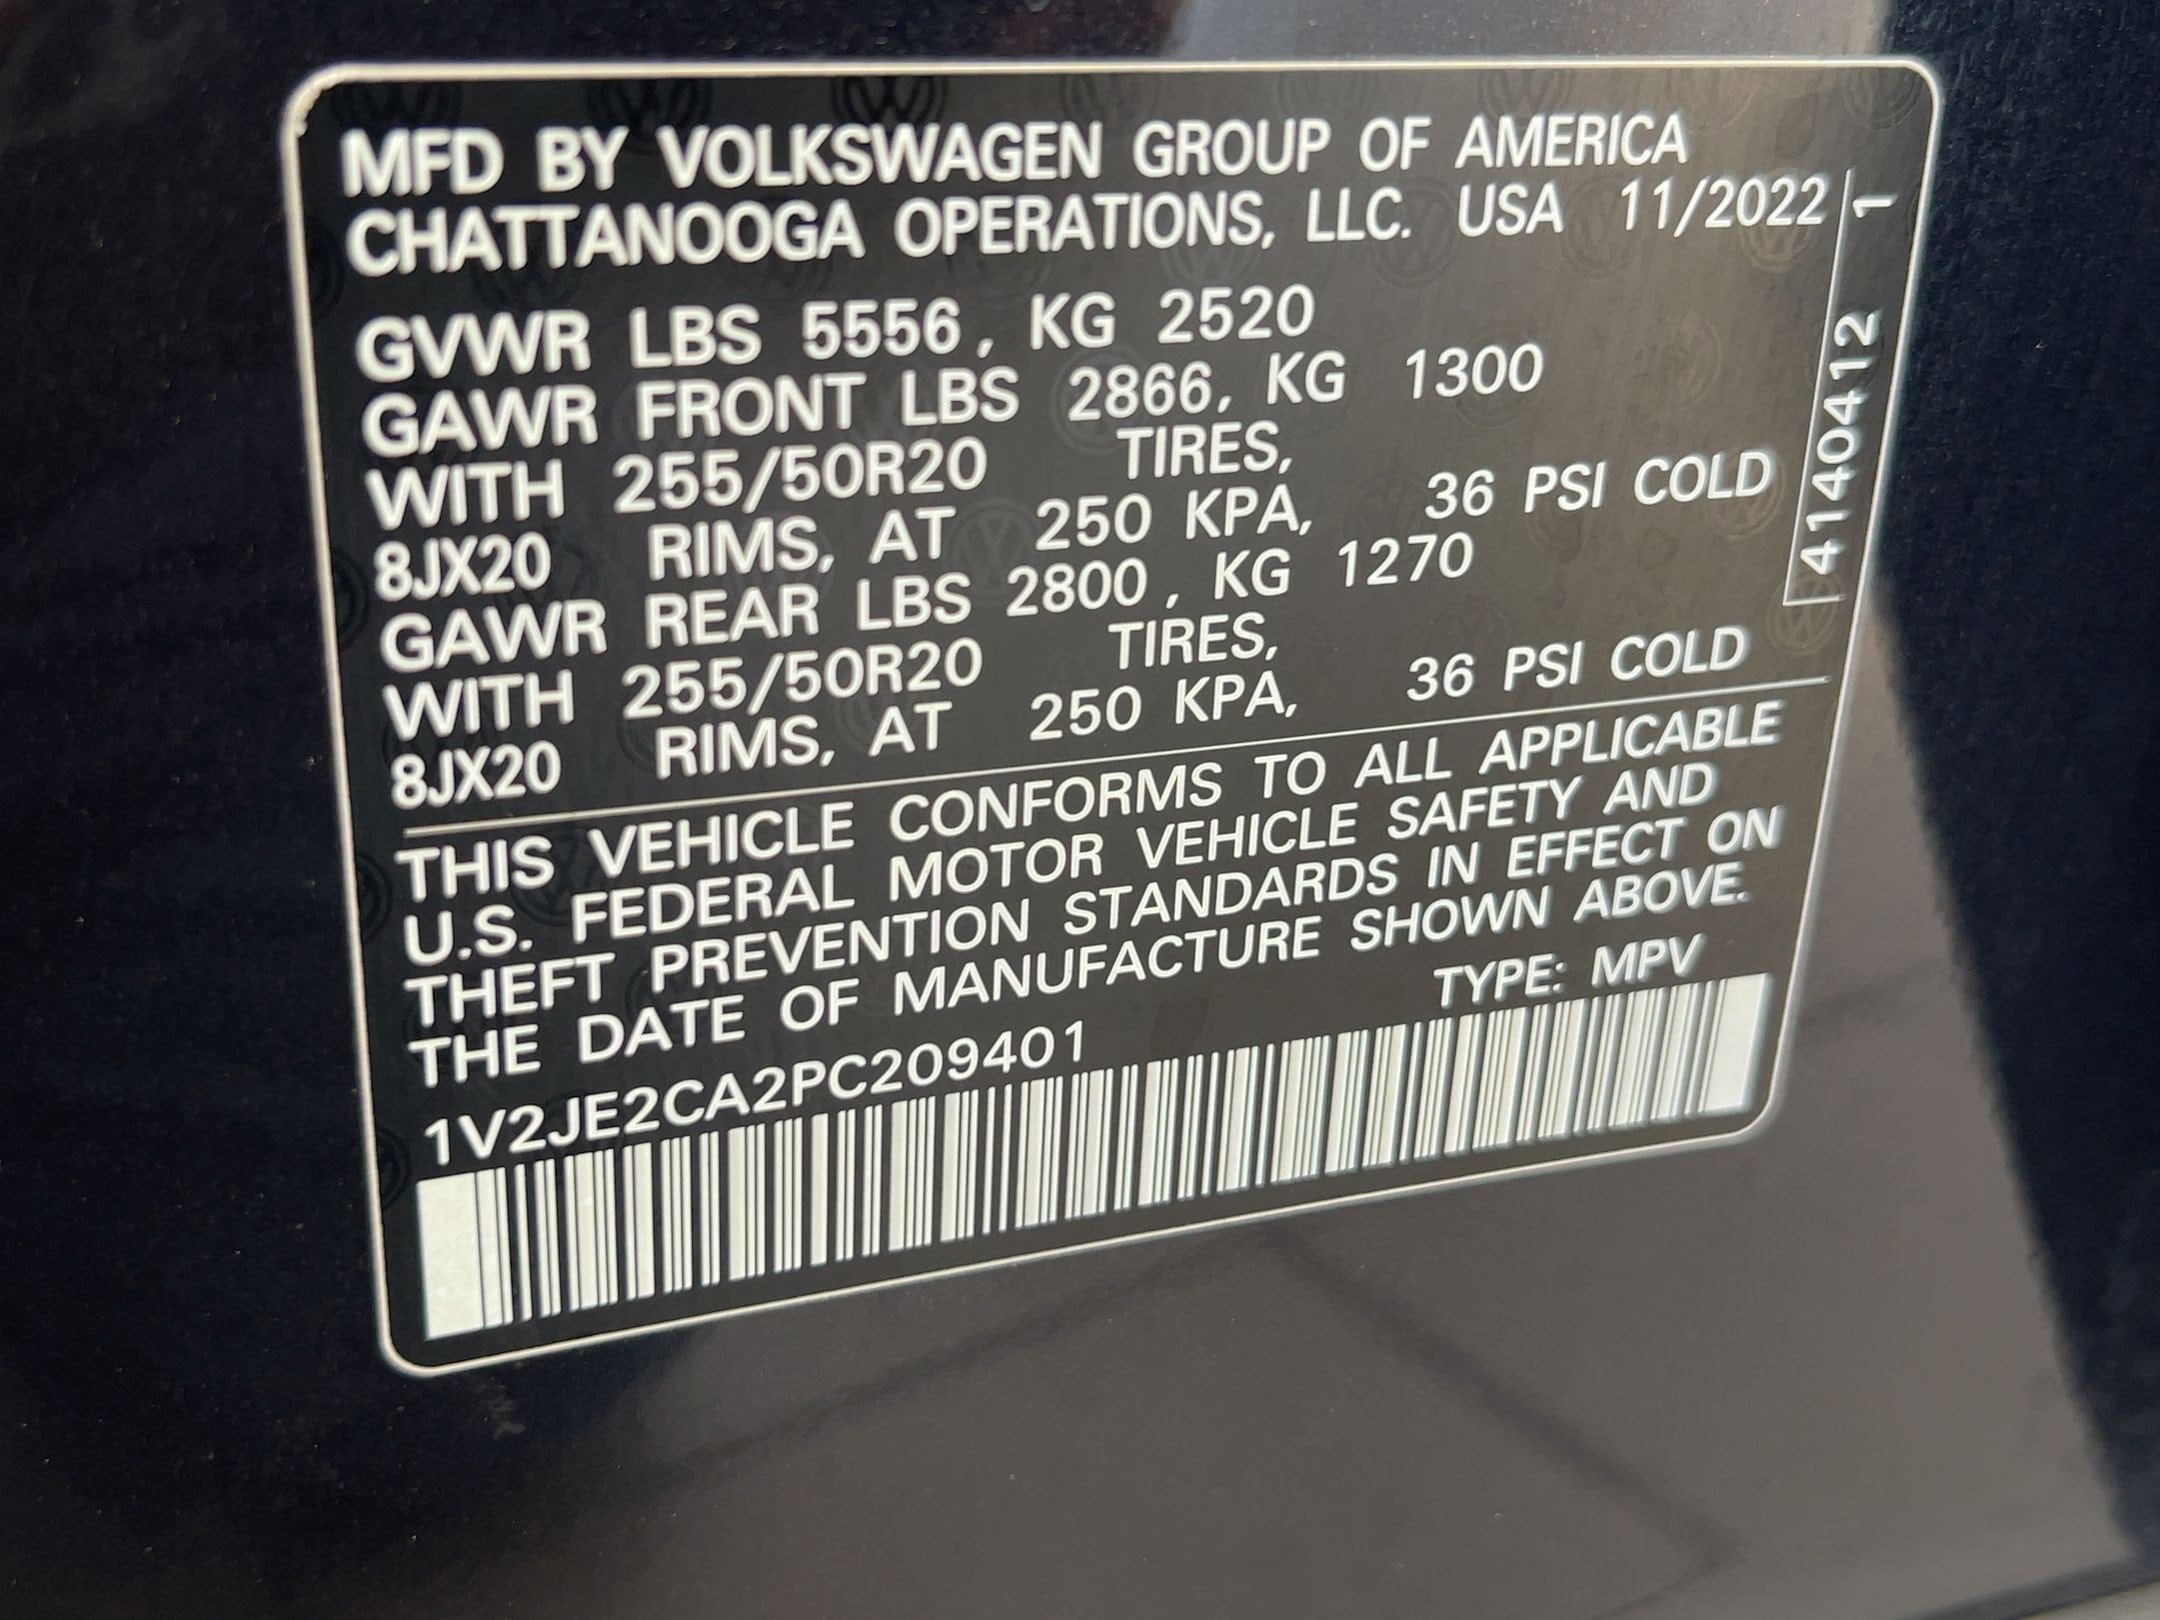 MFD BY VOLKSWAGEN GROUP OF AMERICA
CHATTANOOGA OPERATIONS, LLC. USA 11/2022
GVWR LBS 5556, KG 2520
GAWR FRONT LBS 2866, KG 1300
WITH 255/50R20 TIRES,
8JX20 RIMS, AT 250 KPA, 36 PSI COLD
GAWR REAR LBS 2800, KG 1270
WITH 255/50R20 TIRES,
8JX20 RIMS, AT 250 KPA, 36 PSI COLD
4140412 1
THIS VEHICLE CONFORMS TO ALL APPLICABLE
U.S. FEDERAL MOTOR VEHICLE SAFETY AND
THEFT PREVENTION STANDARDS IN EFFECT ON
THE DATE OF MANUFACTURE SHOWN ABOVE.
TYPE: MPV
1V2JE2CA2PC209401